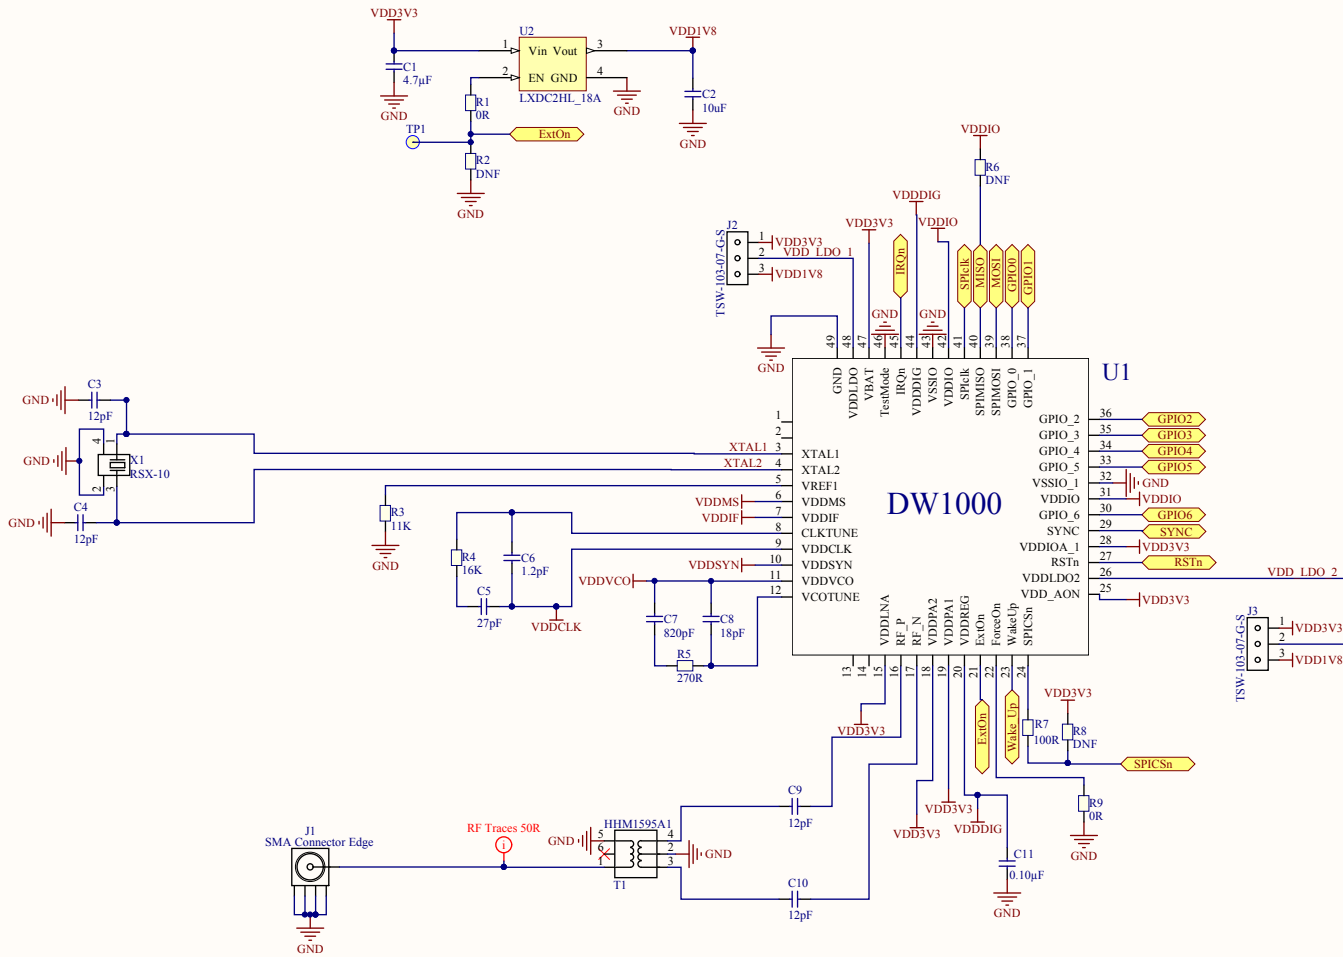 VDD3V3
U2
VDD1V8
1
Vin Vout
3
2
EN GND
4
C1
4.7µF
GND
LXDC2HL_18A
GND
C2
10uF
GND
R1
0R
TP1
ExtOn
R2
DNF
GND
VDDIO
R6
DNF
VDDDIG
VDDIO
VDD3V3
J2
TSW-103-07-G-S
1
VDD3V3
2
VDD_LDO_1
3
VDD1V8
IRQn
SPIclk
MISO
MOSI
GPIO0
GPIO1
GND
GND
GND
49
48
47
46
45
44
43
42
41
40
39
38
37
GND
VDDLDO
VBAT
TestMode
IRQn
VDDDIG
VSSIO
VDDIO
SPIclk
SPIMISO
SPIMOSI
GPIO_0
GPIO_1
U1
DW1000
1
2
3
XTAL1
XTAL1
4
XTAL2
XTAL2
5
VREF1
VDDMS
6
VDDMS
VDDIF
7
VDDIF
8
CLKTUNE
9
VDDCLK
VDDSYN
10
VDDSYN
VDDVCO
11
VDDVCO
12
VCOTUNE
GPIO_2
36
GPIO2
GPIO_3
35
GPIO3
GPIO_4
34
GPIO4
GPIO_5
33
GPIO5
VSSIO_1
32
GND
VDDIO
31
VDDIO
GPIO_6
30
GPIO6
SYNC
29
SYNC
VDDIOA_1
28
VDD3V3
RSTn
27
RSTn
VDDLDO2
26
VDD_LDO_2
VDD_AON
25
VDD3V3
C3
12pF
GND
4
1
X1
RSX-10
2
3
GND
C4
12pF
GND
R3
11K
GND
R4
16K
C6
1.2pF
C5
27pF
VDDCLK
C7
820pF
C8
18pF
R5
270R
VDDLNA
RF_P
RF_N
VDDPA2
VDDPA1
VDDREG
ExtOn
ForceOn
WakeUp
SPICSn
13
14
15
16
17
18
19
20
21
22
23
24
J3
TSW-103-07-G-S
1
VDD3V3
2
3
VDD1V8
VDD3V3
ExtOn
Wake_Up
R7
100R
VDD3V3
R8
DNF
SPICSn
R9
0R
GND
VDD3V3
VDD3V3
VDDDIG
C11
0.10µF
GND
C9
12pF
C10
12pF
HHM1595A1
GND
5
6
1
4
2
3
GND
T1
RF Traces 50R
i
J1
SMA Connector Edge
GND